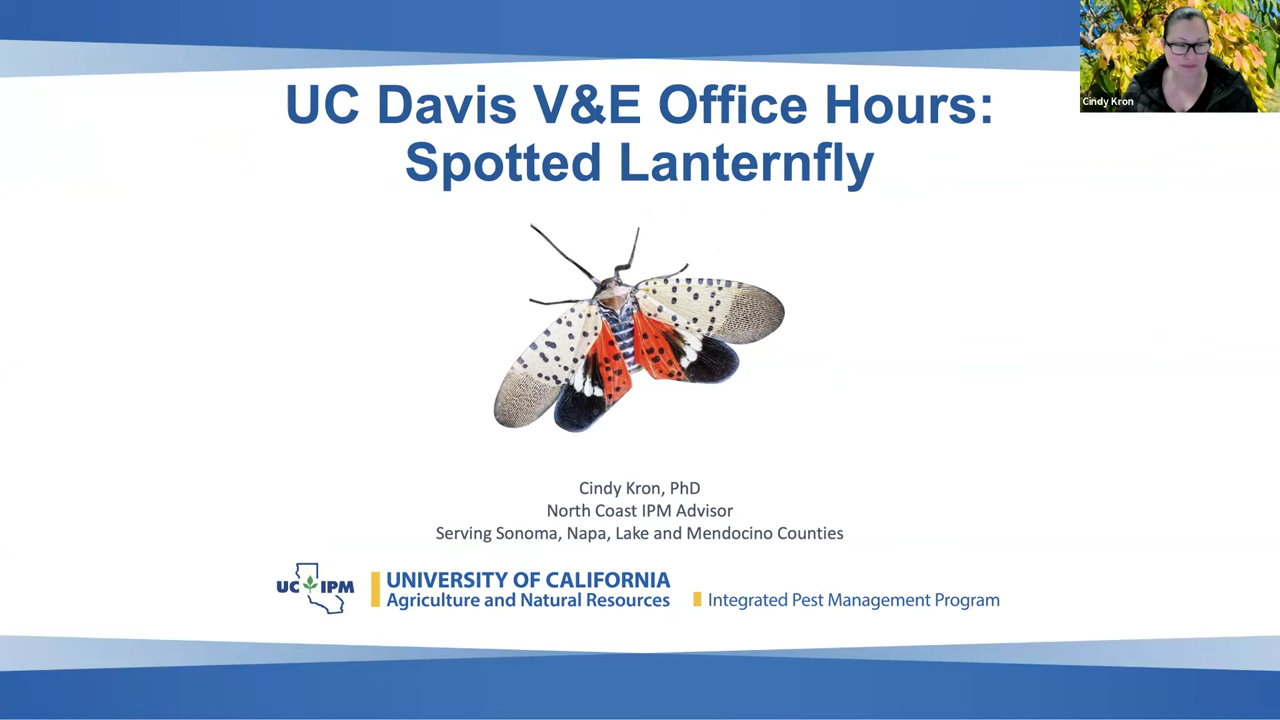 UC Davis V&E Office Hours:
Spotted Lanternfly
Cindy Kron
Cindy Kron, PhD
North Coast IPM Advisor
Serving Sonoma, Napa, Lake and Mendocino Counties
UC IPM
UNIVERSITY OF CALIFORNIA
Agriculture and Natural Resources
Integrated Pest Management Program